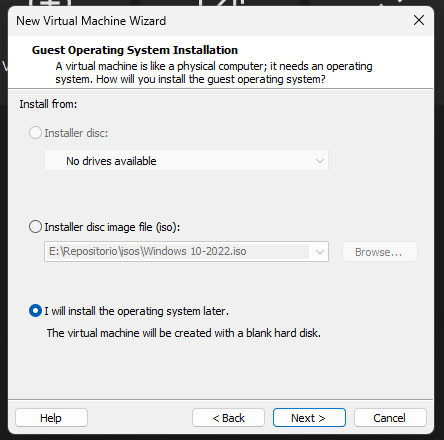 New Virtual Machine Wizard
Guest Operating System Installation
A virtual machine is like a physical computer; it needs an operating
system. How will you install the guest operating system?
Install from:
Installer disc:
No drives available
Installer disc image file (iso):
E:\Repositorio\isos\Windows 10-2022.iso
Browse...
I will install the operating system later.
The virtual machine will be created with a blank hard disk.
Help
< Back
Next >
Cancel